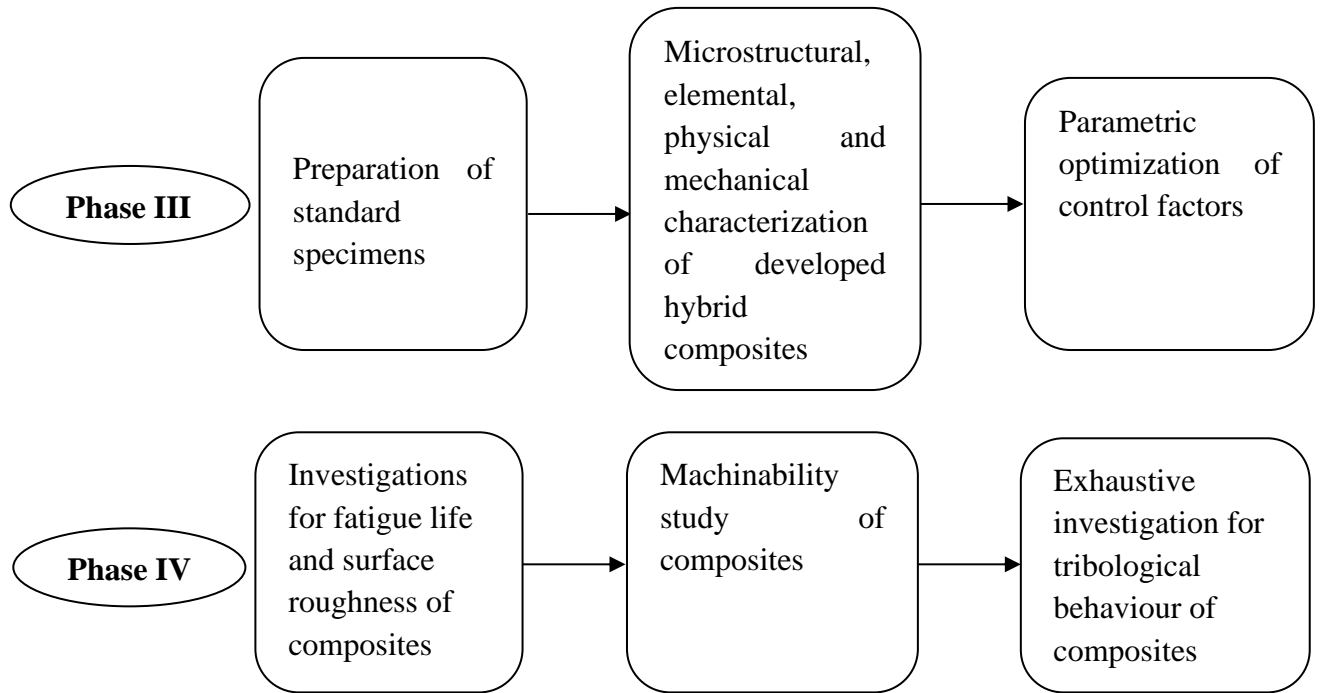 Phase III
Preparation of
standard
specimens
Microstructural,
elemental,
physical and
mechanical
characterization
of developed
hybrid
composites
Parametric
optimization of
control factors
Phase IV
Investigations
for fatigue life
and surface
roughness of
composites
Machinability
study of
composites
Exhaustive
investigation for
tribological
behaviour of
composites